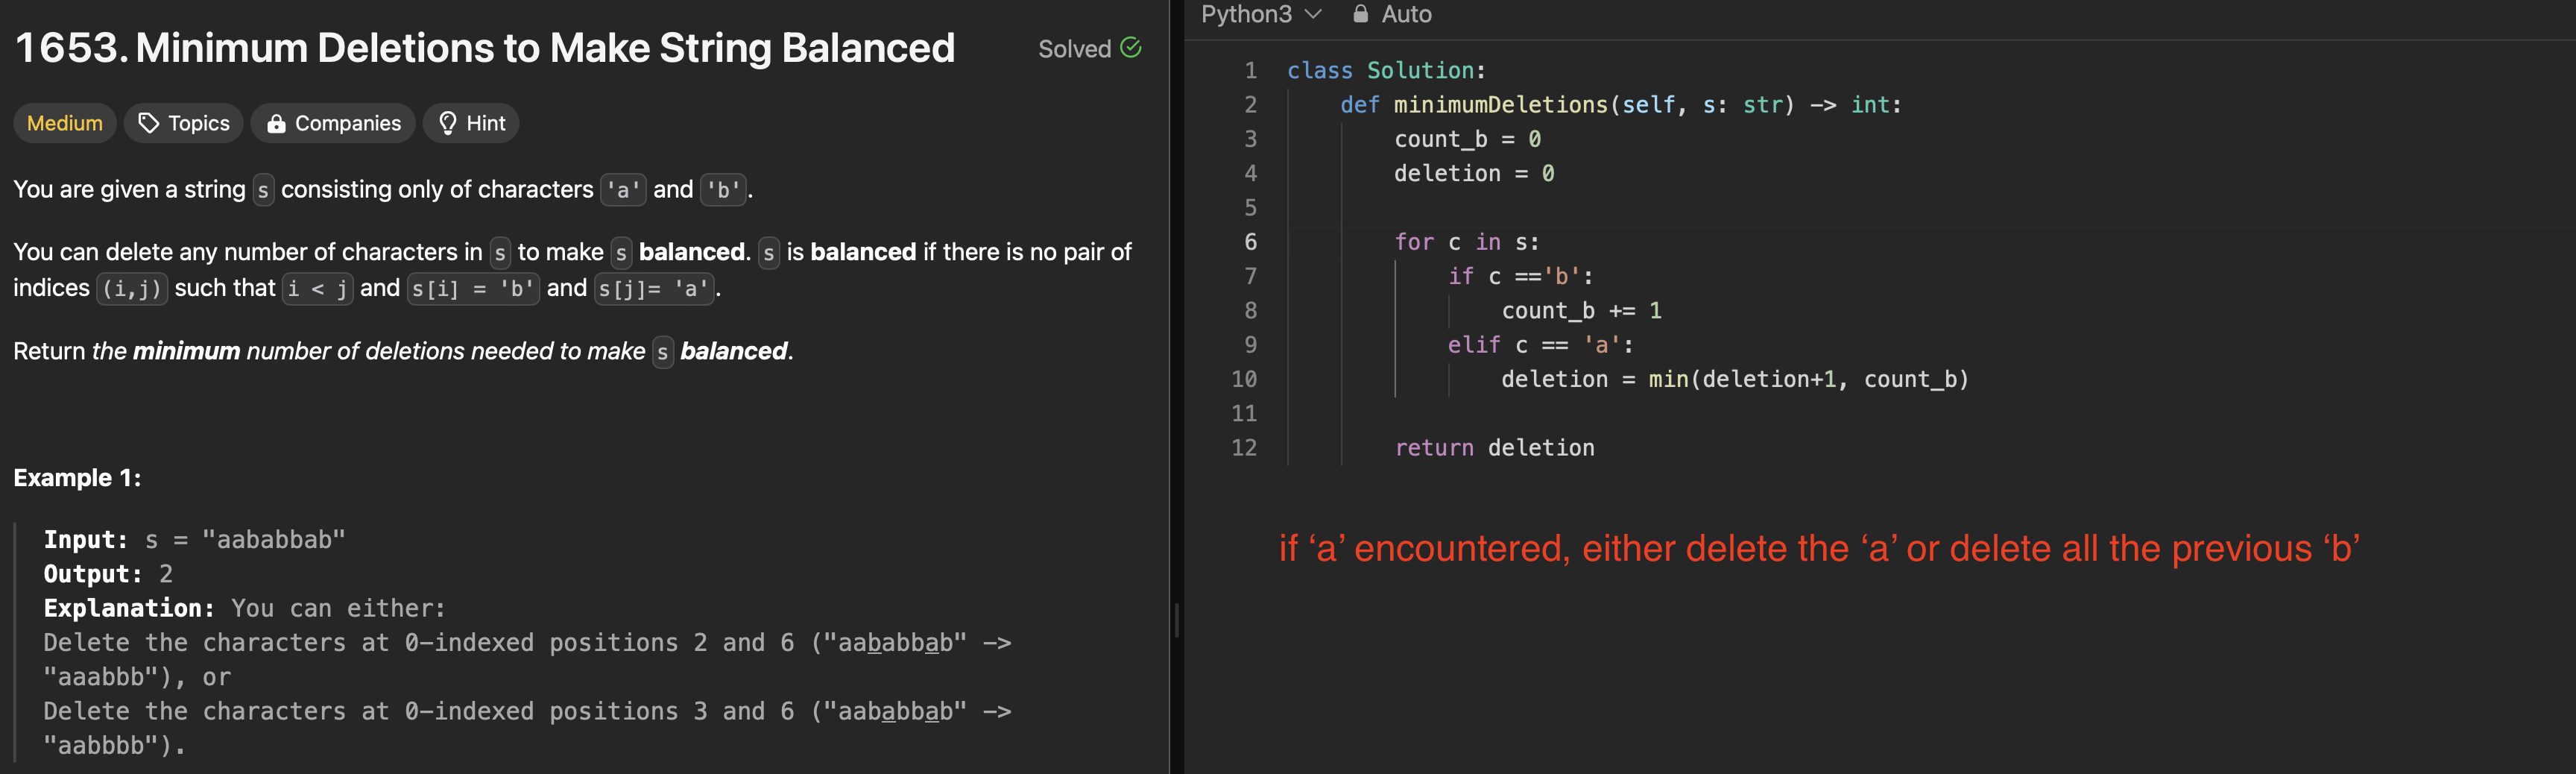 1653. Minimum Deletions to Make String Balanced
Solved
Medium
Topics
Companies
Hint
You are given a string s consisting only of characters 'a' and 'b'.
You can delete any number of characters in s to make s balanced. s is balanced if there is no pair of
indices (i,j) such that i < j and s[i] = 'b' and s[j]= 'a'.
Return the minimum number of deletions needed to make s balanced.
Example 1:
Input: s = "aababbab"
Output: 2
Explanation: You can either:
Delete the characters at 0-indexed positions 2 and 6 ("aababbab" ->
"aaabbb"), or
Delete the characters at 0-indexed positions 3 and 6 ("aababbab" ->
"aabbbb").
Python3
Auto
1 class Solution:
2 def minimumDeletions(self, s: str) -> int:
3 count_b = 0
4 deletion = 0
5
6 for c in s:
7 if c =='b':
8 count_b += 1
9 elif c == 'a':
10 deletion = min(deletion+1, count_b)
11
12 return deletion
if ‘a’ encountered, either delete the ‘a’ or delete all the previous ‘b’